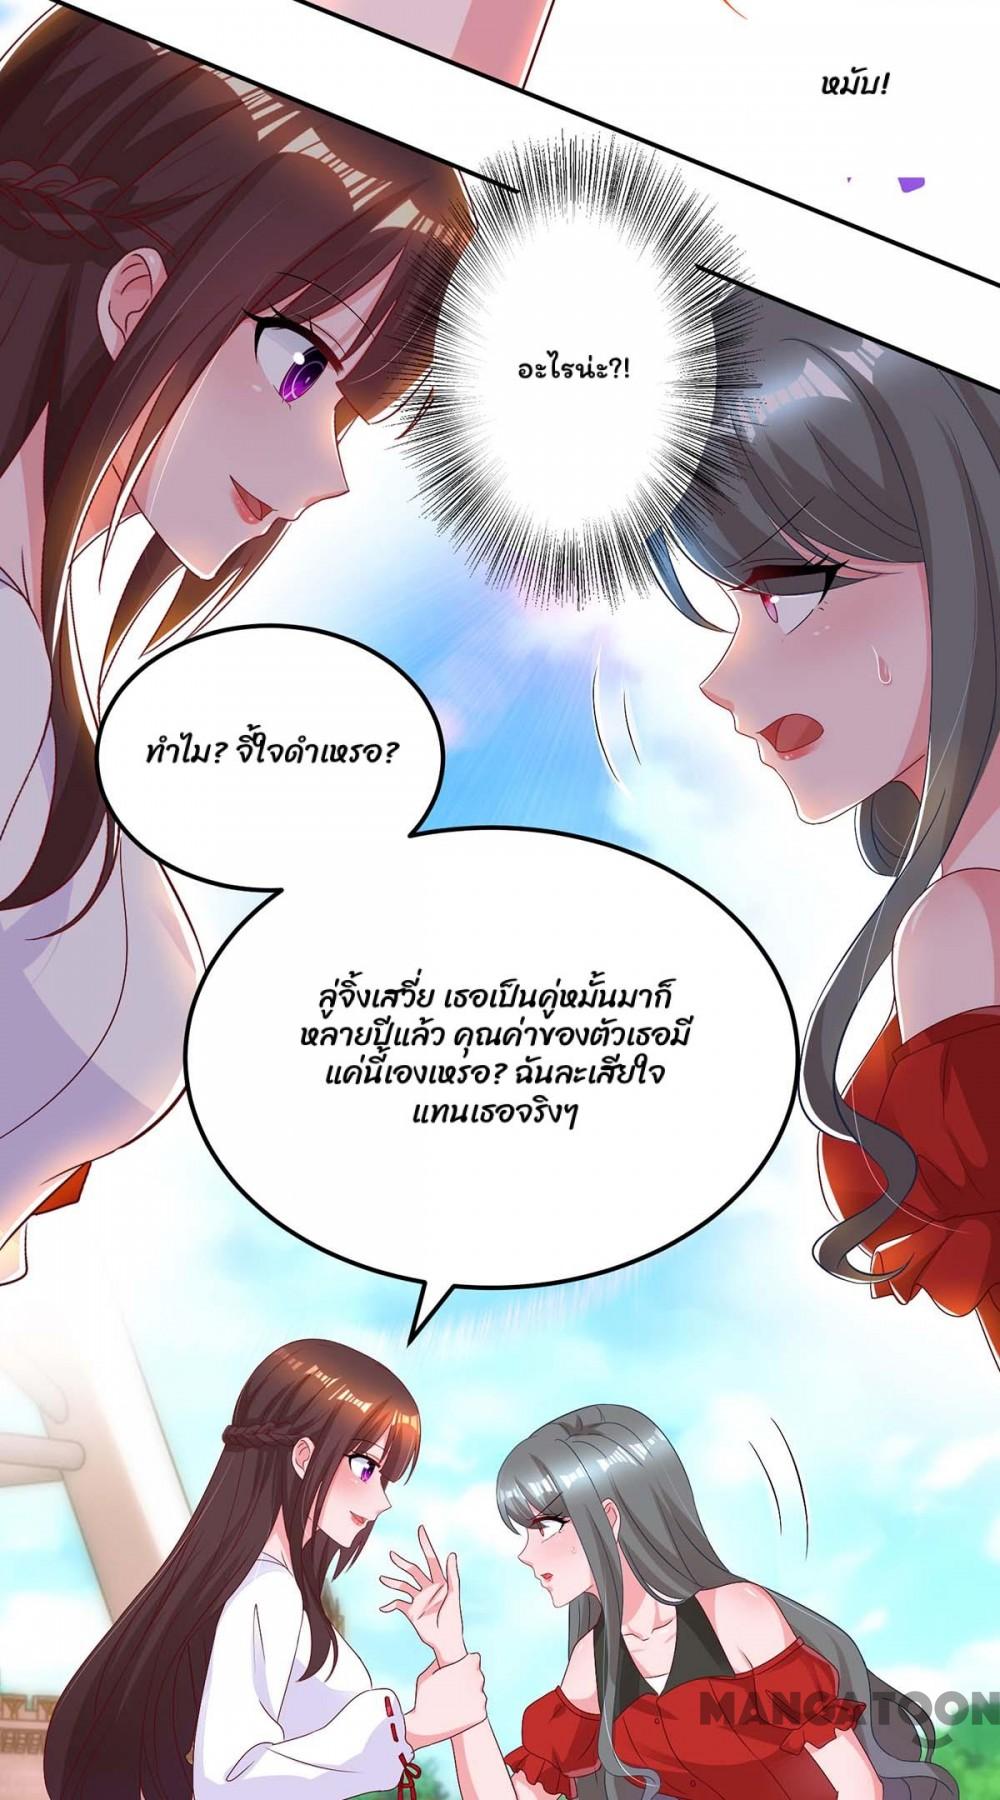 หมับ!
อะไรน่ะ?!
ทำไม? จี้ใจดำเหรอ?
ลู่จิ้งเสวี่ย เธอเป็นคู่หมั้นมาก็
หลายปีแล้ว คุณค่าของตัวเธอมี
แค่นี้เองเหรอ? ฉันละเสียใจ
แทนเธอจริงๆ
MANGATOON